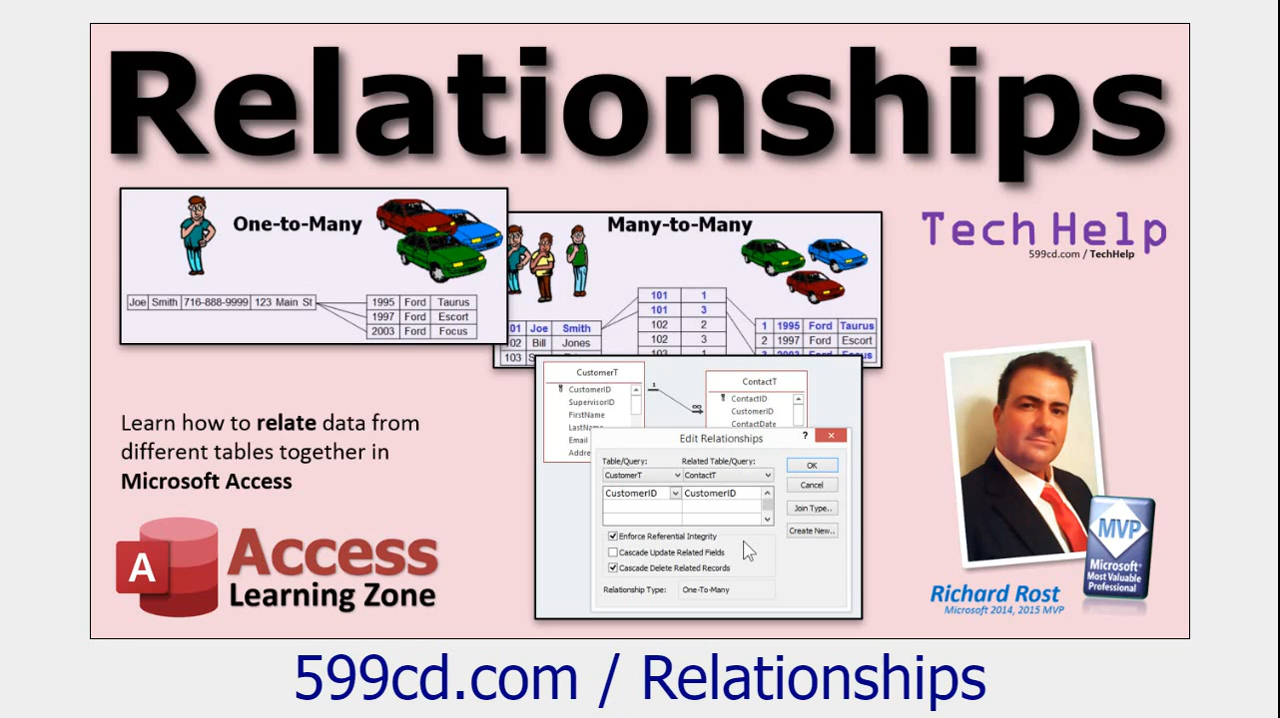 Relationships
One-to-Many
Joe Smith 716-888-9999 123 Main St
1995 Ford Taurus
1997 Ford Escort
2003 Ford Focus
Many-to-Many
101 1
101 3
102 2
102 3
Joe Smith
Bill Jones
103
1 1995 Ford Taurus
2 1997 Ford Escort
Tech Help
599cd.com / TechHelp
Learn how to relate data from
different tables together in
Microsoft Access
A
Access
Learning Zone
CustomerT
CustomerID
SupervisorID
FirstName
Email
1
∞
ContactT
ContactID
CustomerID
ContactDate
Edit Relationships
?
Table/Query: Related Table/Query:
CustomerT ContactT
CustomerID CustomerID
Enforce Referential Integrity
Cascade Update Related Fields
Cascade Delete Related Records
Relationship Type: One-To-Many
OK
Cancel
Join Type..
Create New..
MVP
Microsoft®
Most Valuable
Professional
Richard Rost
Microsoft 2014, 2015 MVP
599cd.com / Relationships